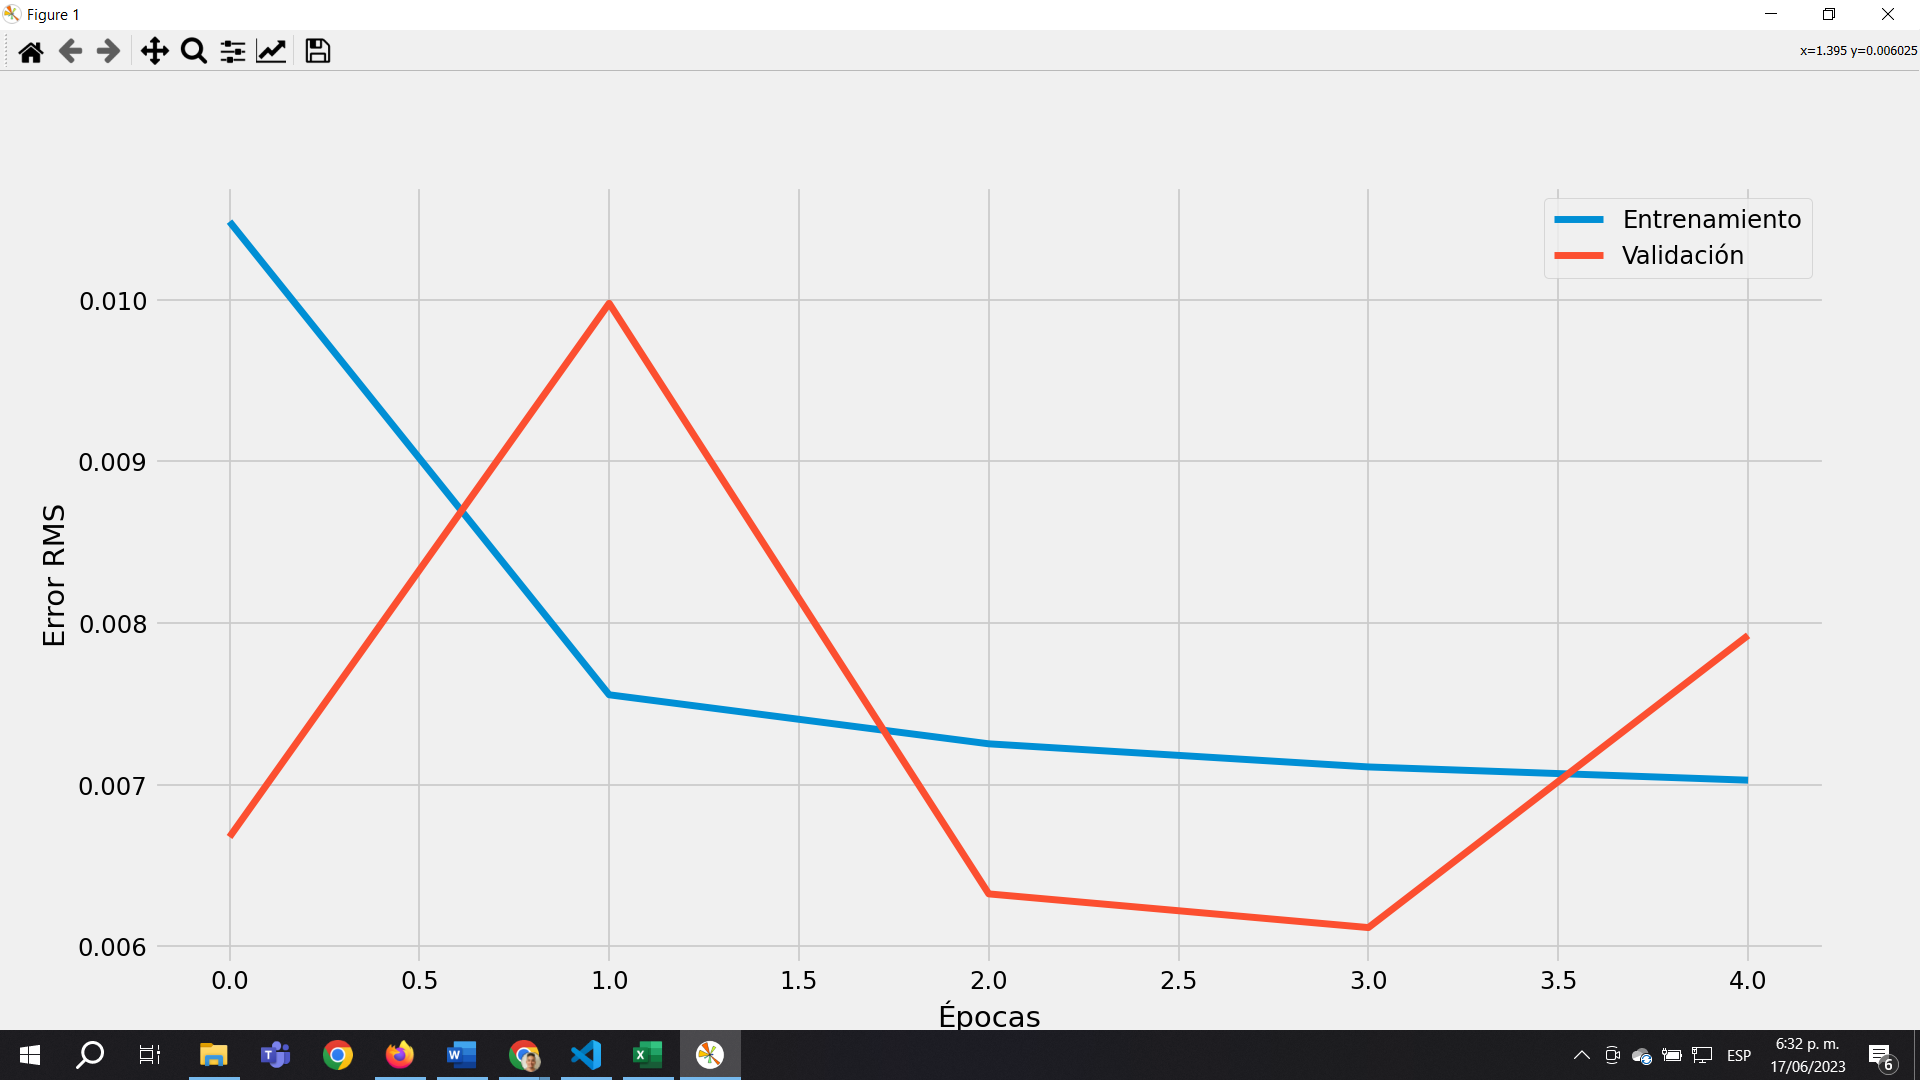 Figure 1
x=1.395 y=0.006025
Entrenamiento
Validación
0.010
0.009
0.008
0.007
0.006
Error RMS
0.0 0.5 1.0 1.5 2.0 2.5 3.0 3.5 4.0
Épocas
ESP
6:32 p. m.
17/06/2023
6